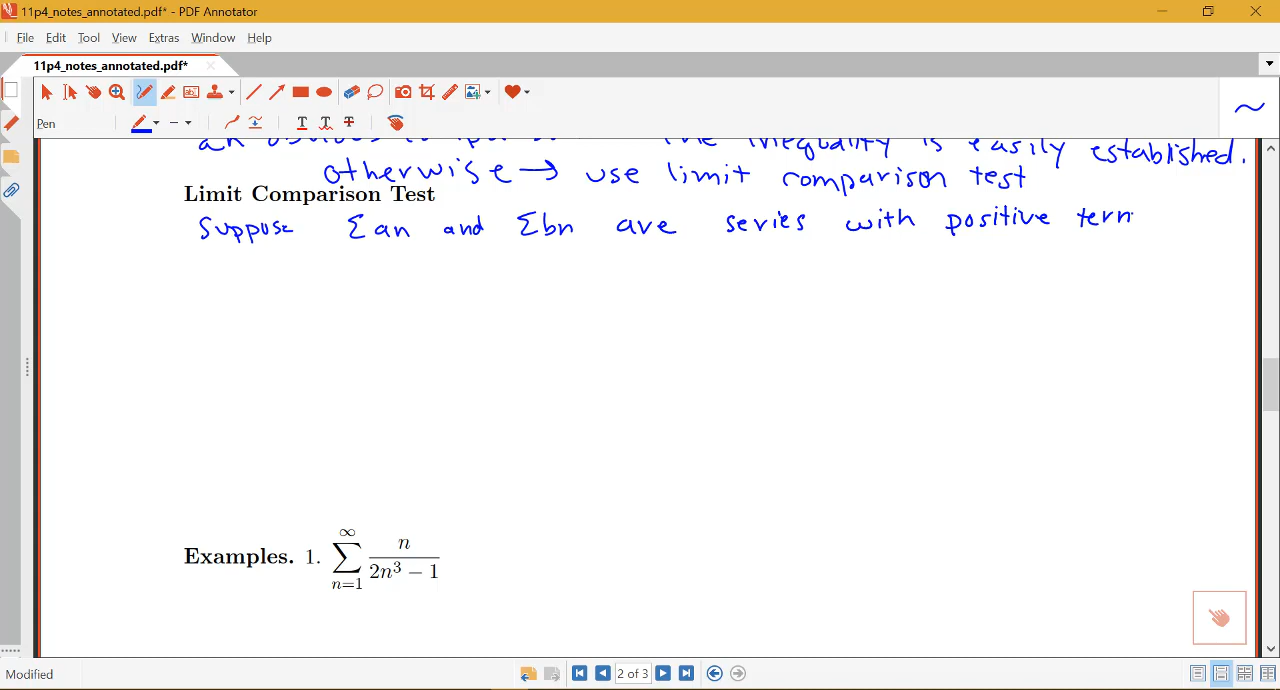 11p4_notes_annotated.pdf* - PDF Annotator
File Edit Tool View Extras Window Help
11p4_notes_annotated.pdf*
Pen
T T T
the inequality is easily established.
otherwise → use limit comparison test
Limit Comparison Test
Suppose Σan and Σbn are series with positive term
Examples. 1. ∑_{n=1}^{∞} n/(2n³ − 1)
Modified
2 of 3